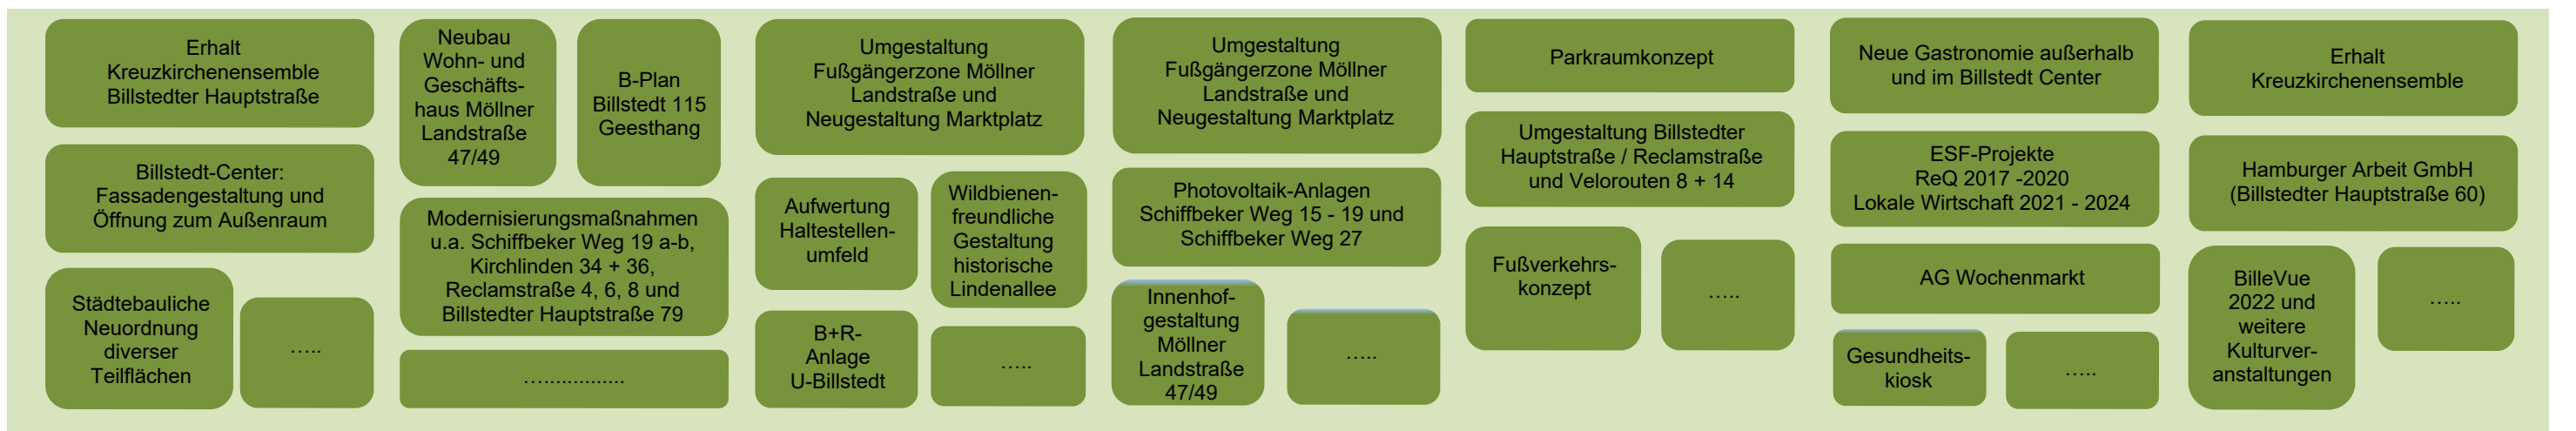 Erhalt
Kreuzkirchenensemble
Billstedter Hauptstraße
Billstedt-Center:
Fassadengestaltung und
Öffnung zum Außenraum
Städtebauliche
Neuordnung
diverser
Teilflächen
…..
Neubau
Wohn- und
Geschäfts-
haus Möllner
Landstraße
47/49
B-Plan
Billstedt 115
Geesthang
Modernisierungsmaßnahmen
u.a. Schiffbeker Weg 19 a-b,
Kirchlinden 34 + 36,
Reclamstraße 4, 6, 8 und
Billstedter Hauptstraße 79
…..............
Umgestaltung
Fußgängerzone Möllner
Landstraße und
Neugestaltung Marktplatz
Aufwertung
Haltestellen-
umfeld
Wildbienen-
freundliche
Gestaltung
historische
Lindenallee
B+R-
Anlage
U-Billstedt
…..
Umgestaltung
Fußgängerzone Möllner
Landstraße und
Neugestaltung Marktplatz
Photovoltaik-Anlagen
Schiffbeker Weg 15 - 19 und
Schiffbeker Weg 27
Innenhof-
gestaltung
Möllner
Landstraße
47/49
…..
Parkraumkonzept
Umgestaltung Billstedter
Hauptstraße / Reclamstraße
und Velorouten 8 + 14
Fußverkehrs-
konzept
…..
Neue Gastronomie außerhalb
und im Billstedt Center
ESF-Projekte
ReQ 2017 -2020
Lokale Wirtschaft 2021 - 2024
AG Wochenmarkt
Gesundheits-
kiosk
…..
Erhalt
Kreuzkirchenensemble
Hamburger Arbeit GmbH
(Billstedter Hauptstraße 60)
BilleVue
2022 und
weitere
Kulturver-
anstaltungen
…..